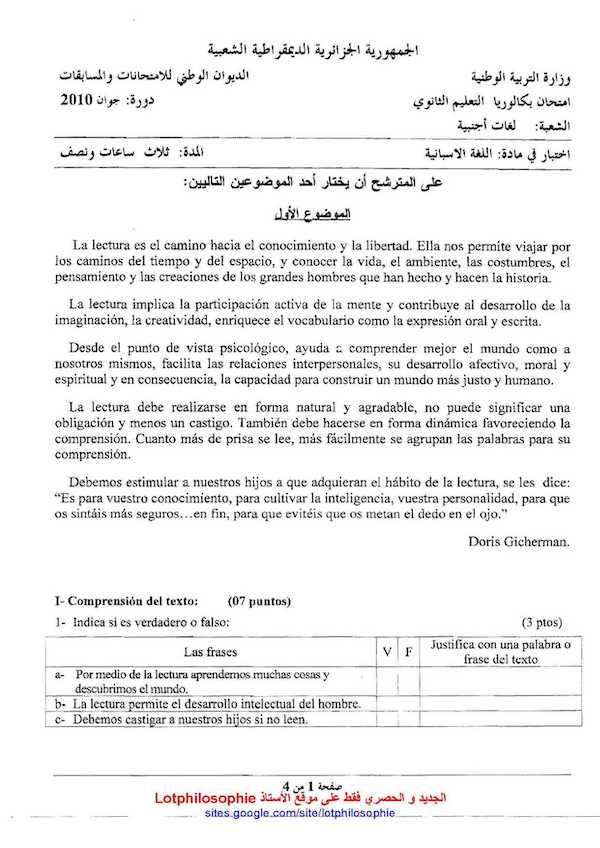 الجمهورية الجزائرية الديمقراطية الشعبية
وزارة التربية الوطنية الديوان الوطني للامتحانات والمسابقات
امتحان بكالوريا التعليم الثانوي دورة: جوان 2010
الشعبة: لغات أجنبية
اختبار في مادة: اللغة الاسبانية المدة: ثلاث ساعات ونصف
على المترشح أن يختار أحد الموضوعين التاليين:
الموضوع الأول
La lectura es el camino hacia el conocimiento y la libertad. Ella nos permite viajar por
los caminos del tiempo y del espacio, y conocer la vida, el ambiente, las costumbres, el
pensamiento y las creaciones de los grandes hombres que han hecho y hacen la historia.
La lectura implica la participación activa de la mente y contribuye al desarrollo de la
imaginación, la creatividad, enriquece el vocabulario como la expresión oral y escrita.
Desde el punto de vista psicológico, ayuda a comprender mejor el mundo como a
nosotros mismos, facilita las relaciones interpersonales, su desarrollo afectivo, moral y
espiritual y en consecuencia, la capacidad para construir un mundo más justo y humano.
La lectura debe realizarse en forma natural y agradable, no puede significar una
obligación y menos un castigo. También debe hacerse en forma dinámica favoreciendo la
comprensión. Cuanto más de prisa se lee, más fácilmente se agrupan las palabras para su
comprensión.
Debemos estimular a nuestros hijos a que adquieran el hábito de la lectura, se les dice:
“Es para vuestro conocimiento, para cultivar la inteligencia, vuestra personalidad, para que
os sintáis más seguros…en fin, para que evitéis que os metan el dedo en el ojo.”
Doris Gicherman.
I- Comprensión del texto: (07 puntos)
1- Indica si es verdadero o falso: (3 ptos)
Las frases V F Justifica con una palabra o
frase del texto
a- Por medio de la lectura aprendemos muchas cosas y
descubrimos el mundo.
b- La lectura permite el desarrollo intelectual del hombre.
c- Debemos castigar a nuestros hijos si no leen.
صفحة 1 من 4
الجديد و الحصري فقط على موقع الأستاذ Lotphilosophie
sites.google.com/site/lotphilosophie